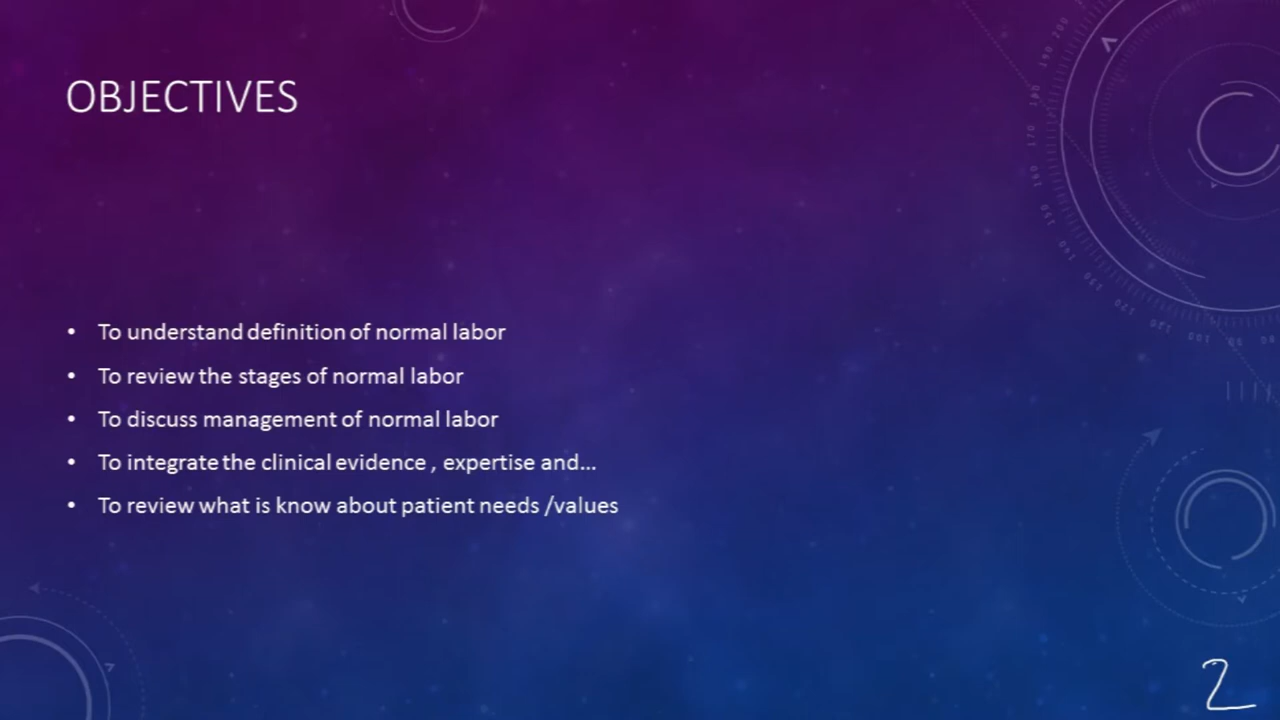 OBJECTIVES
• To understand definition of normal labor
• To review the stages of normal labor
• To discuss management of normal labor
• To integrate the clinical evidence , expertise and...
• To review what is know about patient needs /values
2